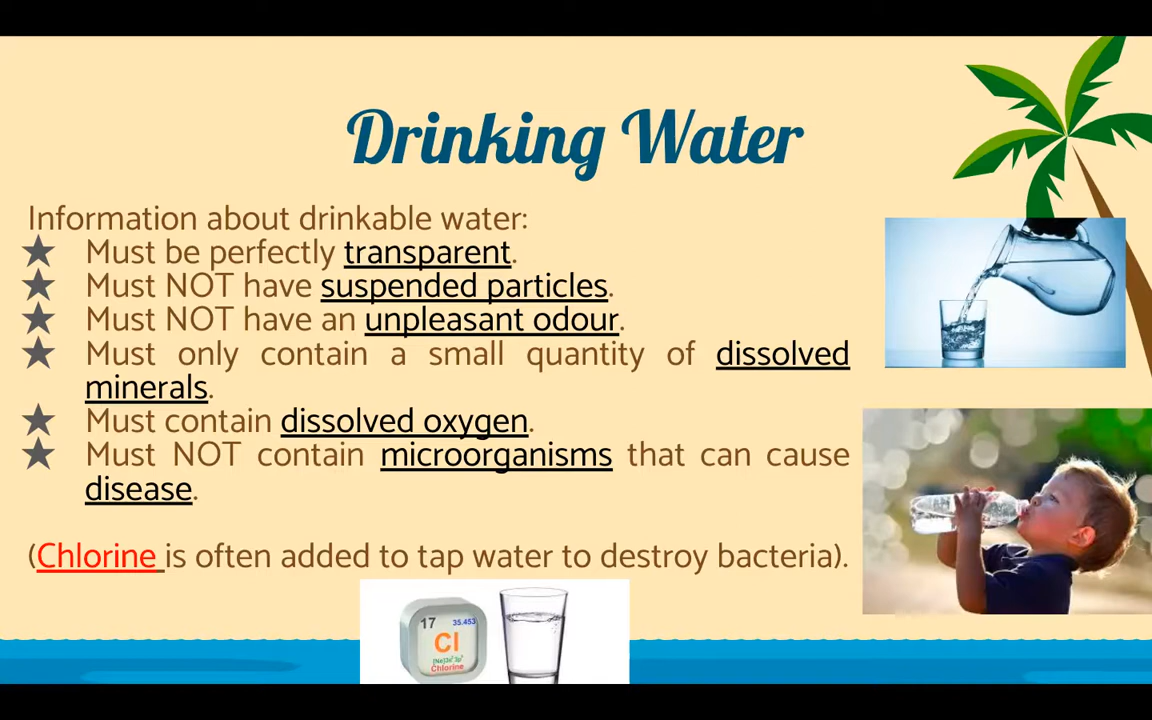 Drinking Water
Information about drinkable water:
★ Must be perfectly transparent.
★ Must NOT have suspended particles.
★ Must NOT have an unpleasant odour.
★ Must only contain a small quantity of dissolved
minerals.
★ Must contain dissolved oxygen.
★ Must NOT contain microorganisms that can cause
disease.
(Chlorine is often added to tap water to destroy bacteria).
17 35.453
Cl
Chlorine